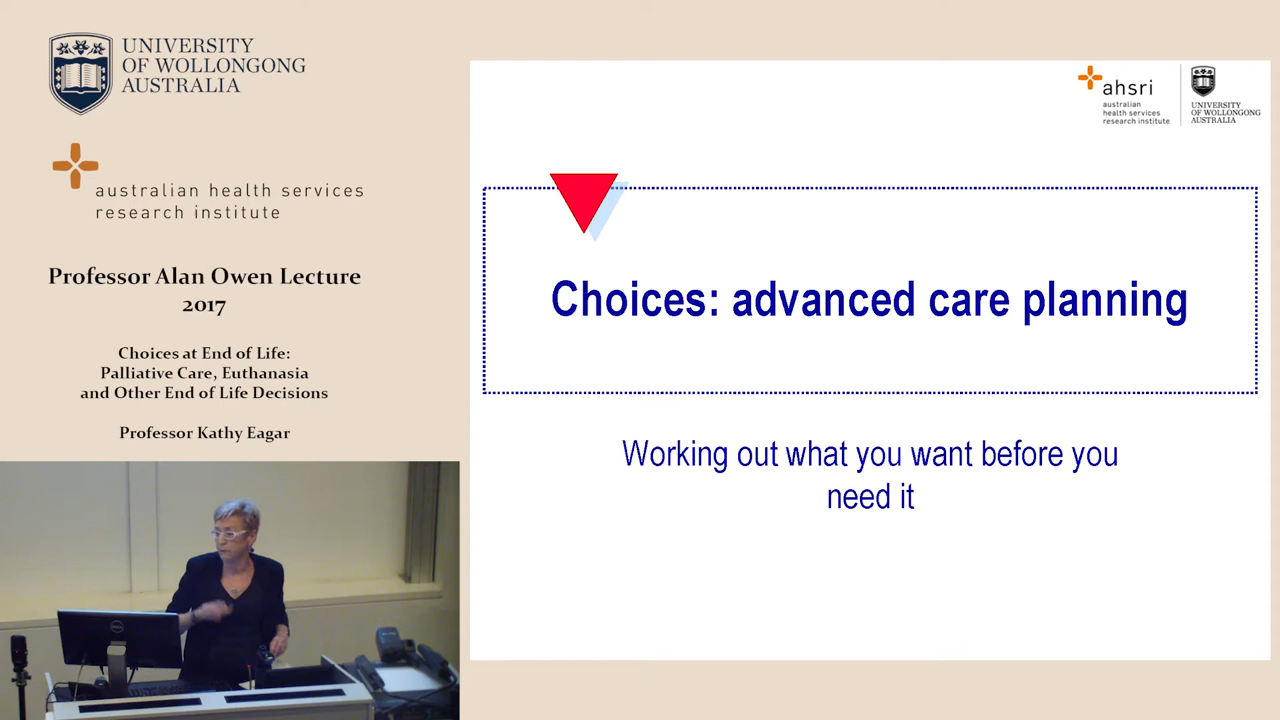 UNIVERSITY
OF WOLLONGONG
AUSTRALIA
australian health services
research institute
Professor Alan Owen Lecture
2017
Choices at End of Life:
Palliative Care, Euthanasia
and Other End of Life Decisions
Professor Kathy Eagar
ahsri
australian
health services
research institute
UNIVERSITY
OF WOLLONGONG
AUSTRALIA
Choices: advanced care planning
Working out what you want before you
need it
DELL